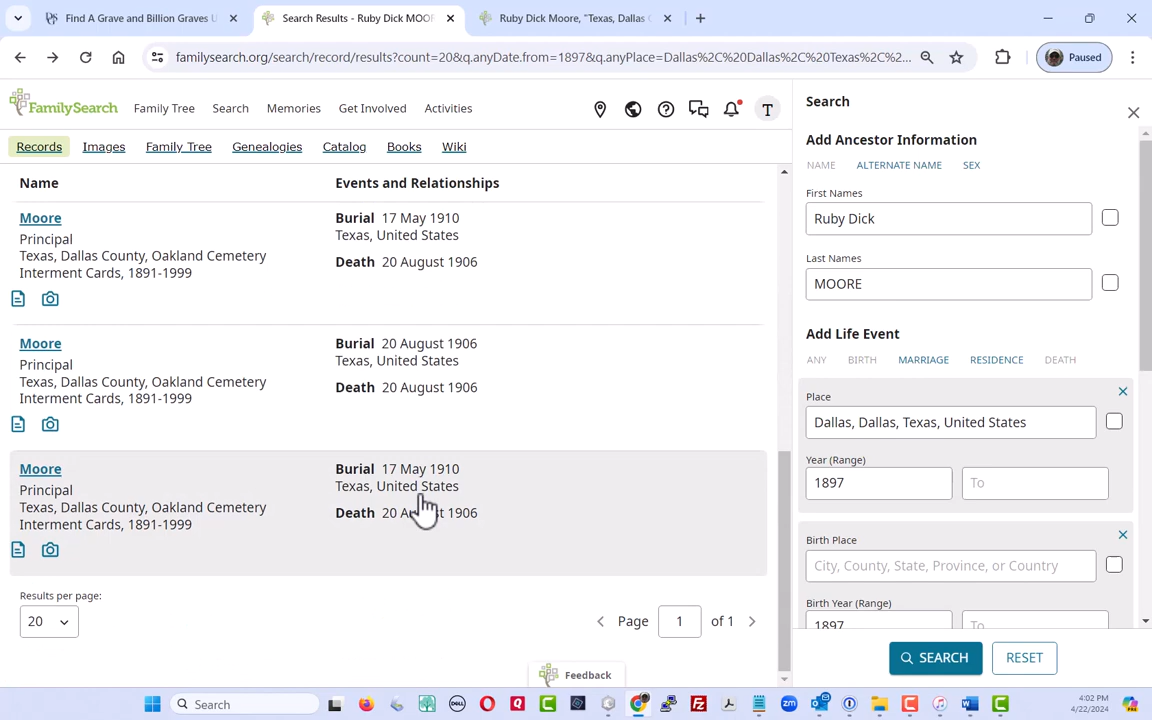 Find A Grave and Billion Graves U
Search Results - Ruby Dick MOOR
Ruby Dick Moore, "Texas, Dallas C
familysearch.org/search/record/results?count=20&q.anyDate.from=1897&q.anyPlace=Dallas%2C%20Dallas%2C%20Texas%2C%2...
Paused
FamilySearch
Family Tree
Search
Memories
Get Involved
Activities
T
Records
Images
Family Tree
Genealogies
Catalog
Books
Wiki
Name
Events and Relationships
Moore
Burial 17 May 1910
Principal
Texas, United States
Texas, Dallas County, Oakland Cemetery
Death 20 August 1906
Interment Cards, 1891-1999
Moore
Burial 20 August 1906
Principal
Texas, United States
Texas, Dallas County, Oakland Cemetery
Death 20 August 1906
Interment Cards, 1891-1999
Moore
Burial 17 May 1910
Principal
Texas, United States
Texas, Dallas County, Oakland Cemetery
Death 20 A t 1906
Interment Cards, 1891-1999
Results per page:
20
Page 1 of 1
Feedback
Search
Add Ancestor Information
NAME
ALTERNATE NAME
SEX
First Names
Ruby Dick
Last Names
MOORE
Add Life Event
ANY
BIRTH
MARRIAGE
RESIDENCE
DEATH
Place
Dallas, Dallas, Texas, United States
Year (Range)
1897
To
Birth Place
City, County, State, Province, or Country
Birth Year (Range)
1897
To
SEARCH
RESET
Search
4:02 PM
4/22/2024